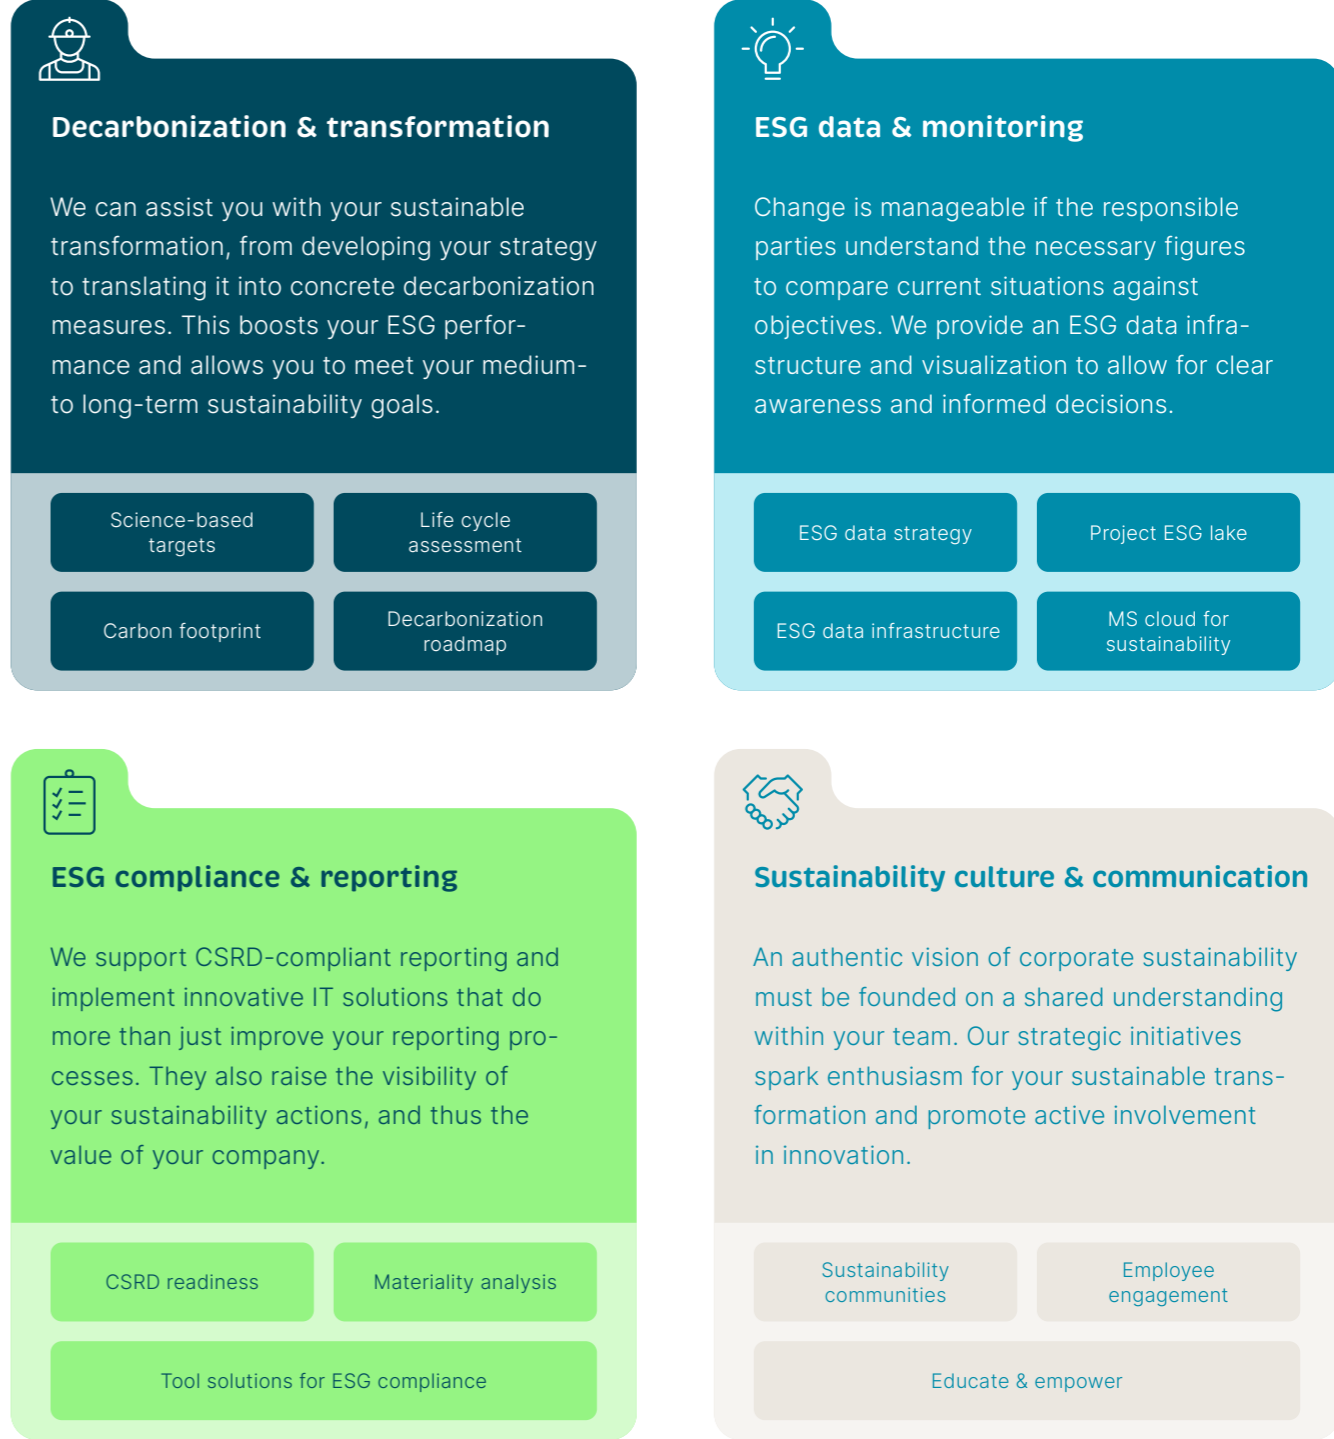 Decarbonization & transformation
We can assist you with your sustainable
transformation, from developing your strategy
to translating it into concrete decarbonization
measures. This boosts your ESG perfor-
mance and allows you to meet your medium-
to long-term sustainability goals.
Science-based
targets
Life cycle
assessment
Carbon footprint
Decarbonization
roadmap
ESG data & monitoring
Change is manageable if the responsible
parties understand the necessary figures
to compare current situations against
objectives. We provide an ESG data infra-
structure and visualization to allow for clear
awareness and informed decisions.
ESG data strategy
Project ESG lake
ESG data infrastructure
MS cloud for
sustainability
ESG compliance & reporting
We support CSRD-compliant reporting and
implement innovative IT solutions that do
more than just improve your reporting pro-
cesses. They also raise the visibility of
your sustainability actions, and thus the
value of your company.
CSRD readiness
Materiality analysis
Tool solutions for ESG compliance
Sustainability culture & communication
An authentic vision of corporate sustainability
must be founded on a shared understanding
within your team. Our strategic initiatives
spark enthusiasm for your sustainable trans-
formation and promote active involvement
in innovation.
Sustainability
communities
Employee
engagement
Educate & empower